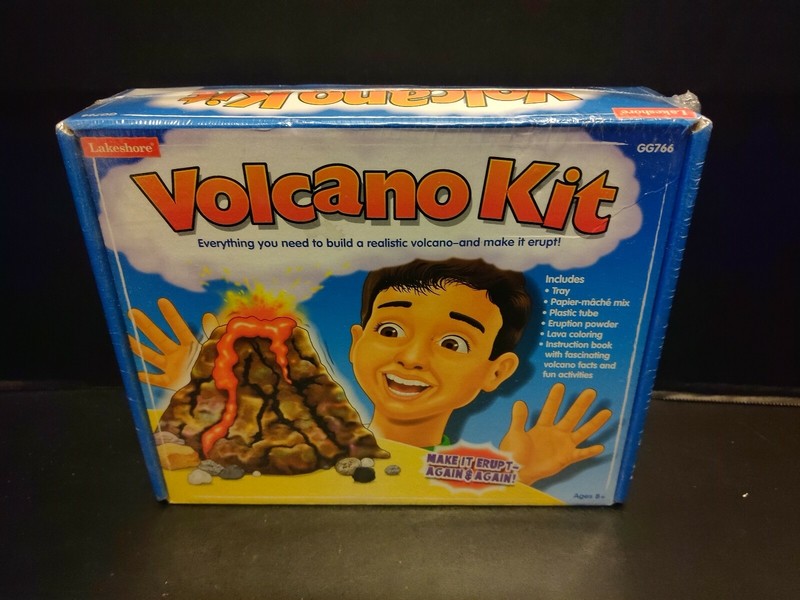 Volcano Kit
Lakeshore
GG766
Lakeshore
GG766
Volcano Kit
Everything you need to build a realistic volcano–and make it erupt!
Includes
• Tray
• Papier-mâché mix
• Plastic tube
• Eruption powder
• Lava coloring
• Instruction book
with fascinating
volcano facts and
fun activities
MAKE IT ERUPT–
AGAIN & AGAIN!
Ages 8+